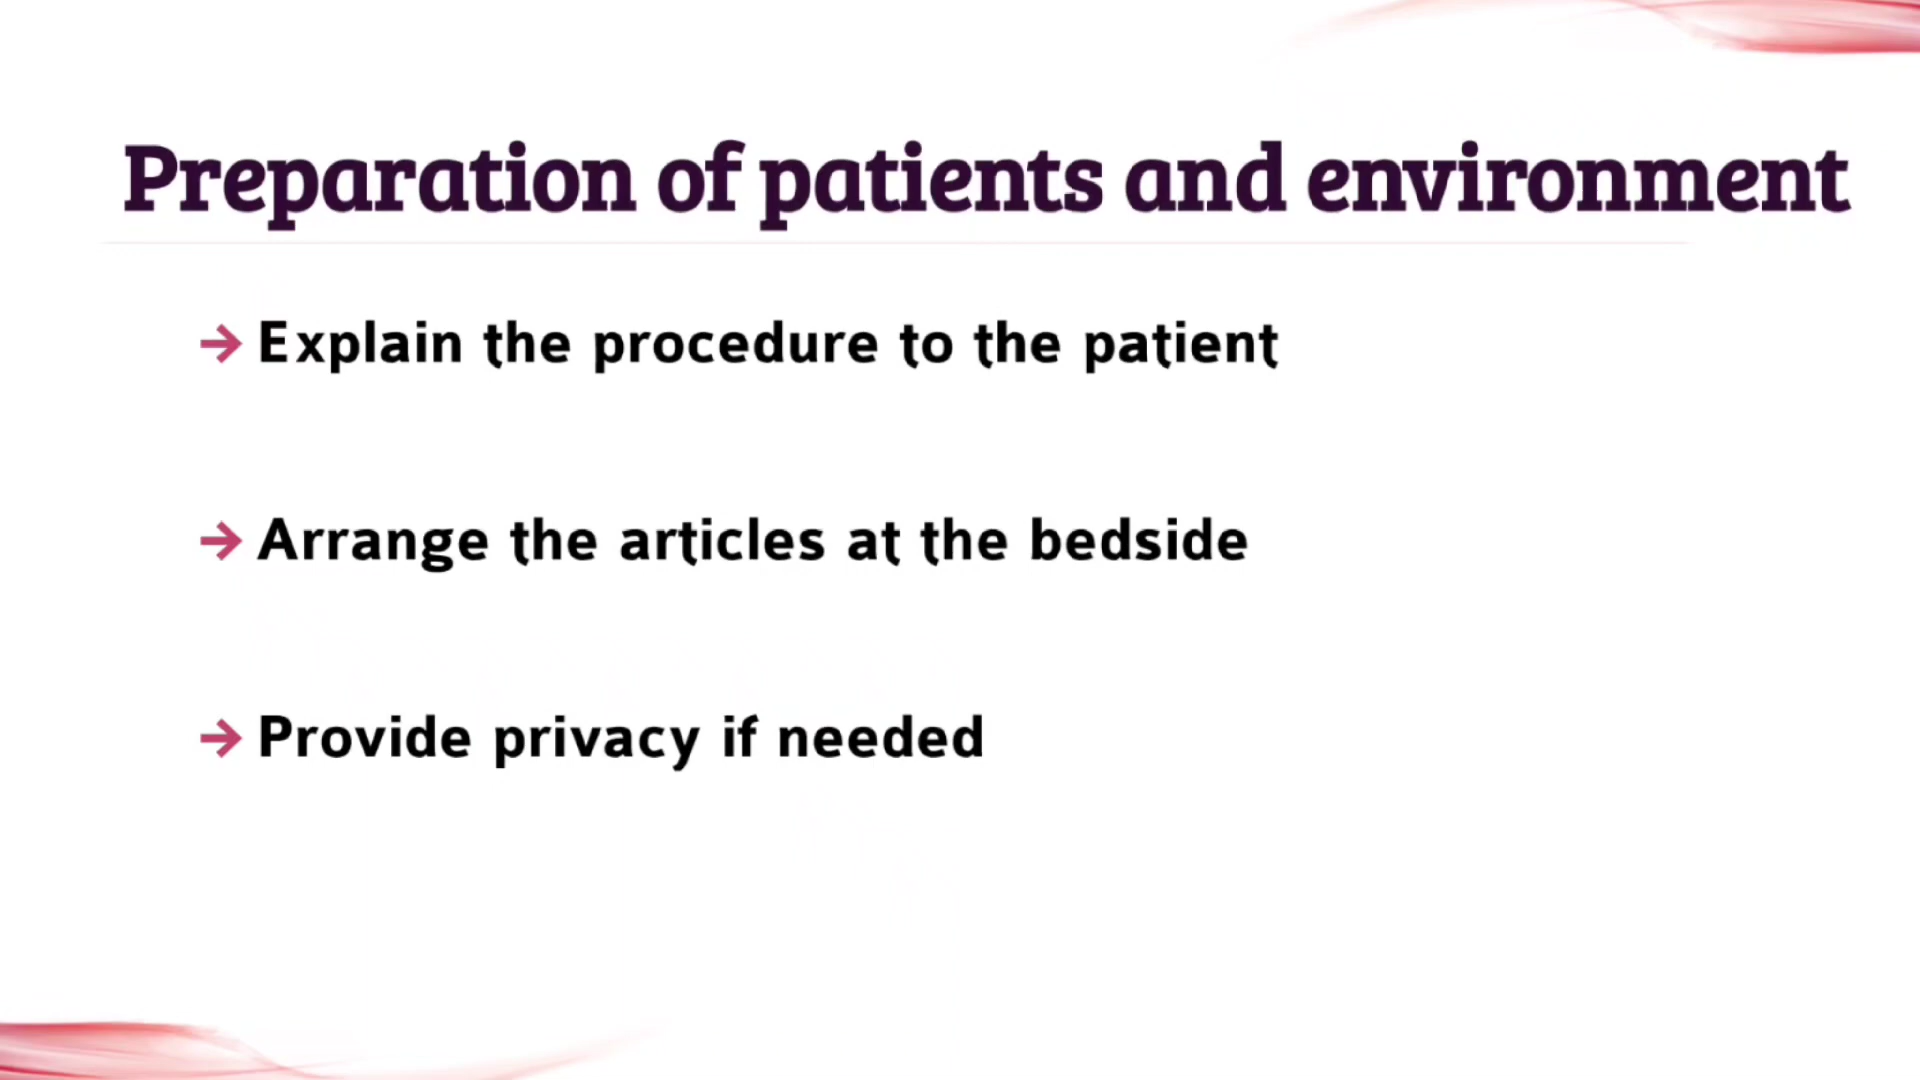 Preparation of patients and environment
→ Explain the procedure to the patient
→ Arrange the articles at the bedside
→ Provide privacy if needed